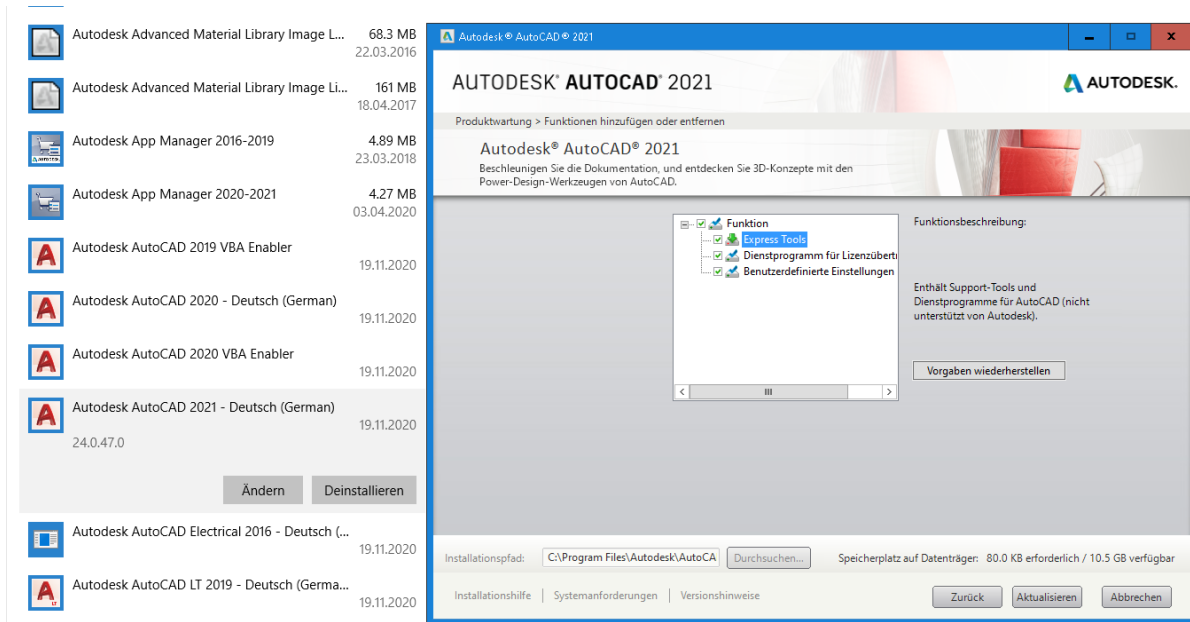 Autodesk Advanced Material Library Image L... 68.3 MB
22.03.2016
Autodesk Advanced Material Library Image Li... 161 MB
18.04.2017
Autodesk App Manager 2016-2019 4.89 MB
23.03.2018
Autodesk App Manager 2020-2021 4.27 MB
03.04.2020
Autodesk AutoCAD 2019 VBA Enabler
19.11.2020
Autodesk AutoCAD 2020 - Deutsch (German)
19.11.2020
Autodesk AutoCAD 2020 VBA Enabler
19.11.2020
Autodesk AutoCAD 2021 - Deutsch (German)
19.11.2020
24.0.47.0
Ändern Deinstallieren
Autodesk AutoCAD Electrical 2016 - Deutsch (...
19.11.2020
Autodesk AutoCAD LT 2019 - Deutsch (Germa...
19.11.2020
Autodesk® AutoCAD® 2021
AUTODESK® AUTOCAD® 2021
AUTODESK.
Produktwartung > Funktionen hinzufügen oder entfernen
Autodesk® AutoCAD® 2021
Beschleunigen Sie die Dokumentation, und entdecken Sie 3D-Konzepte mit den
Power-Design-Werkzeugen von AutoCAD.
Funktion
Express Tools
Dienstprogramm für Lizenzübertr
Benutzerdefinierte Einstellungen
Funktionsbeschreibung:
Enthält Support-Tools und
Dienstprogramme für AutoCAD (nicht
unterstützt von Autodesk).
Vorgaben wiederherstellen
Installationspfad: C:\Program Files\Autodesk\AutoCA Durchsuchen... Speicherplatz auf Datenträger: 80.0 KB erforderlich / 10.5 GB verfügbar
Installationshilfe | Systemanforderungen | Versionshinweise
Zurück Aktualisieren Abbrechen